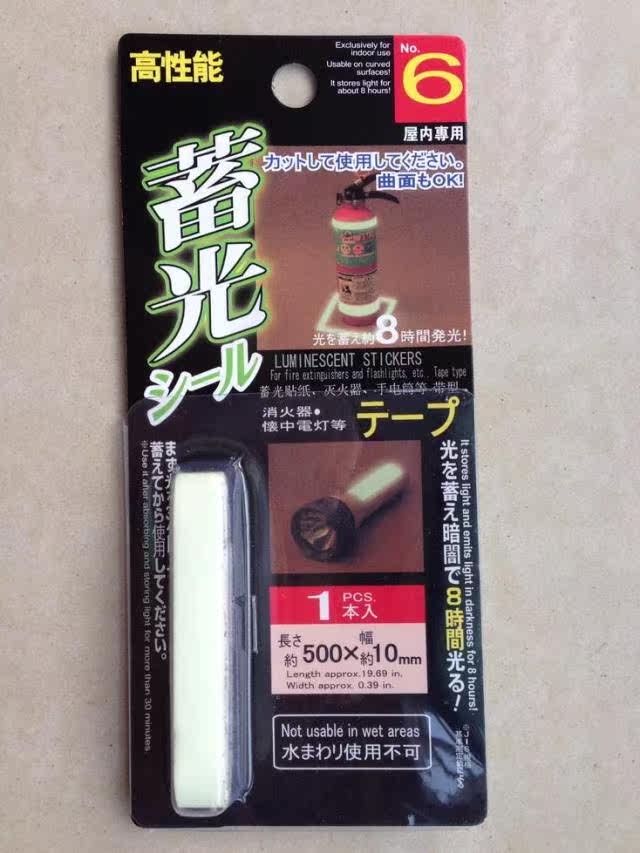 高性能
Exclusively for
indoor use
Usable on curved
surfaces!
It stores light for
about 8 hours!
No.
6
屋内専用
蓄光
シール
カットして使用してください。
曲面もOK!
光を蓄え約8時間発光!
LUMINESCENT STICKERS
For fire extinguishers and flashlights, etc. Tape type
蓄光贴纸、灭火器、手电筒等 带型
消火器・
懐中電灯等
テープ
It stores light and emits light in darkness for 8 hours!
光を蓄え暗闇で8時間光る!
蓄えてから使用してください。
※Use it after absorbing and storing light for more than 30 minutes.
1
PCS.
本入
長さ
約500×幅約10mm
Length approx.19.69 in.
Width approx. 0.39 in.
Not usable in wet areas
水まわり使用不可
※JIS規格